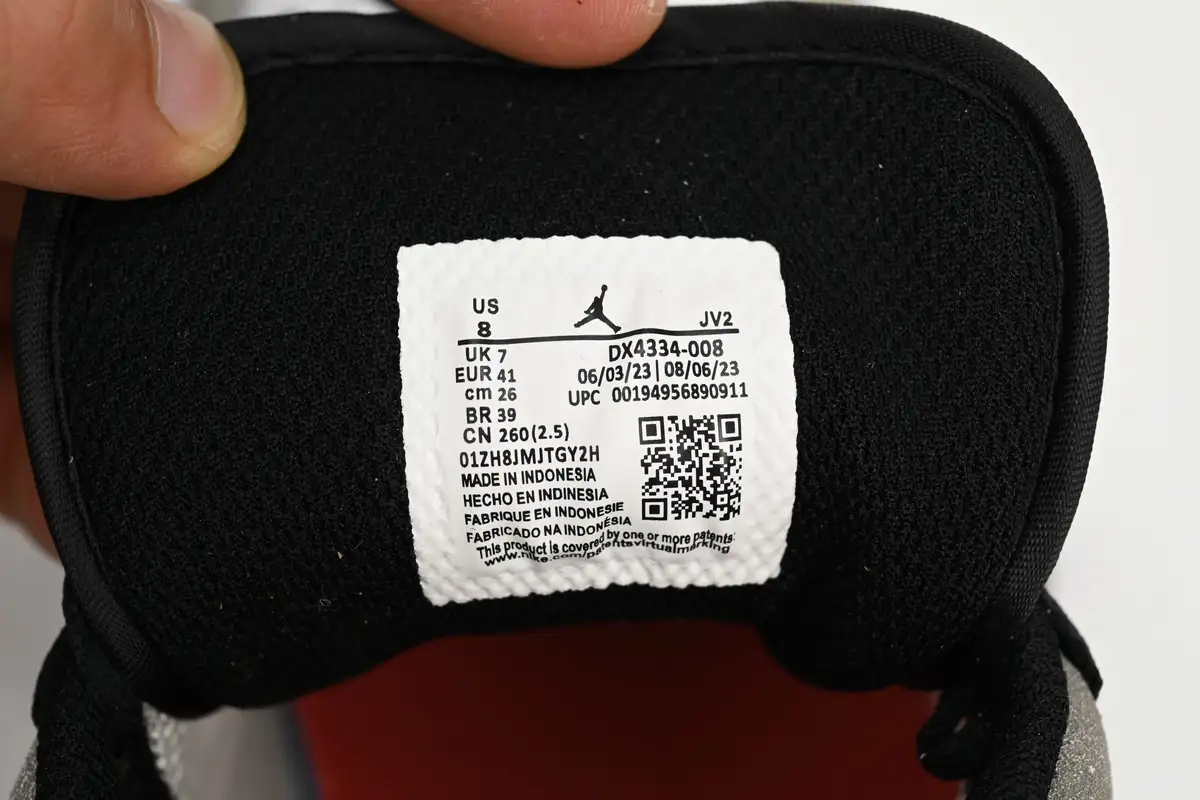 US
8
JV2
UK 7
DX4334-008
EUR 41
06/03/23 | 08/06/23
cm 26
UPC 00194956890911
BR 39
CN 260(2.5)
01ZH8JMJTGY2H
MADE IN INDONESIA
HECHO EN INDINESIA
FABRIQUE EN INDONESIE
FABRICADO NA INDONÉSIA
This product is covered by one or more patents:
www.nike.com/patentsvirtualmarking